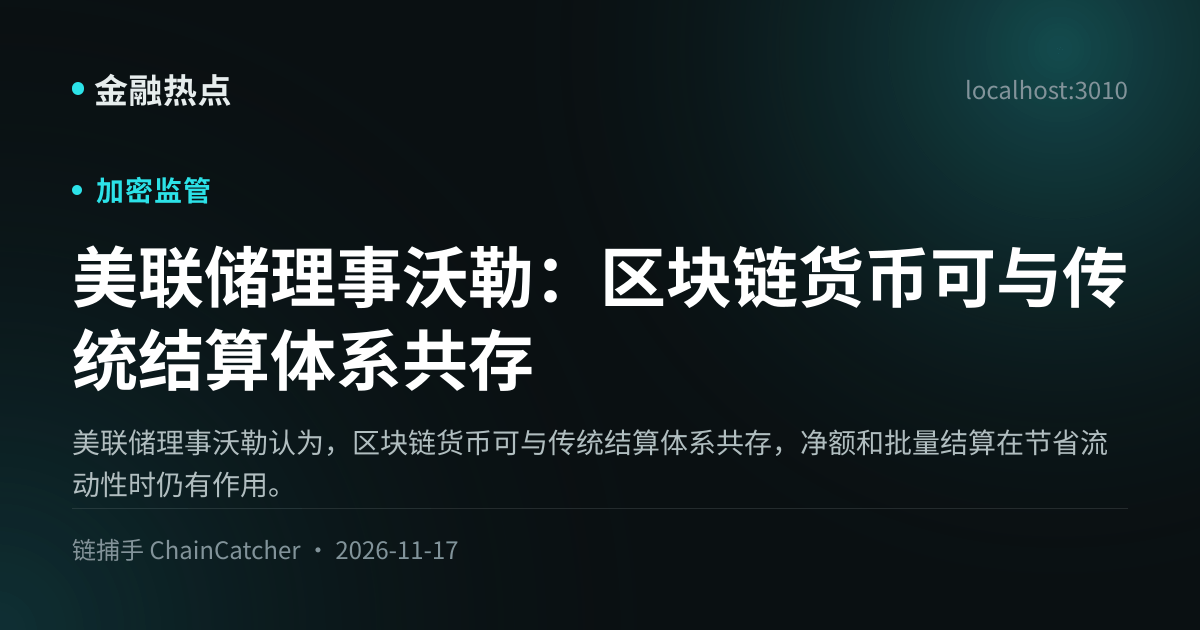 金融热点
localhost:3010
加密监管
美联储理事沃勒：区块链货币可与传
统结算体系共存
美联储理事沃勒认为，区块链货币可与传统结算体系共存，净额和批量结算在节省流
动性时仍有作用。
链捕手 ChainCatcher · 2026-11-17